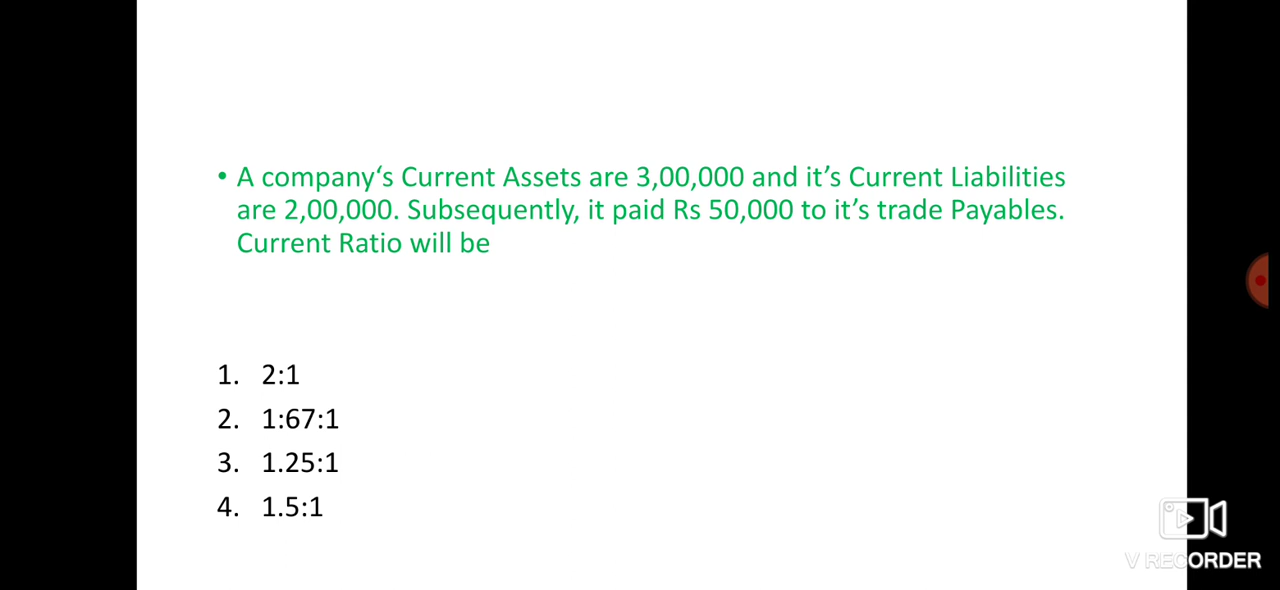 • A company‘s Current Assets are 3,00,000 and it’s Current Liabilities
are 2,00,000. Subsequently, it paid Rs 50,000 to it’s trade Payables.
Current Ratio will be
1. 2:1
2. 1:67:1
3. 1.25:1
4. 1.5:1
V RECORDER